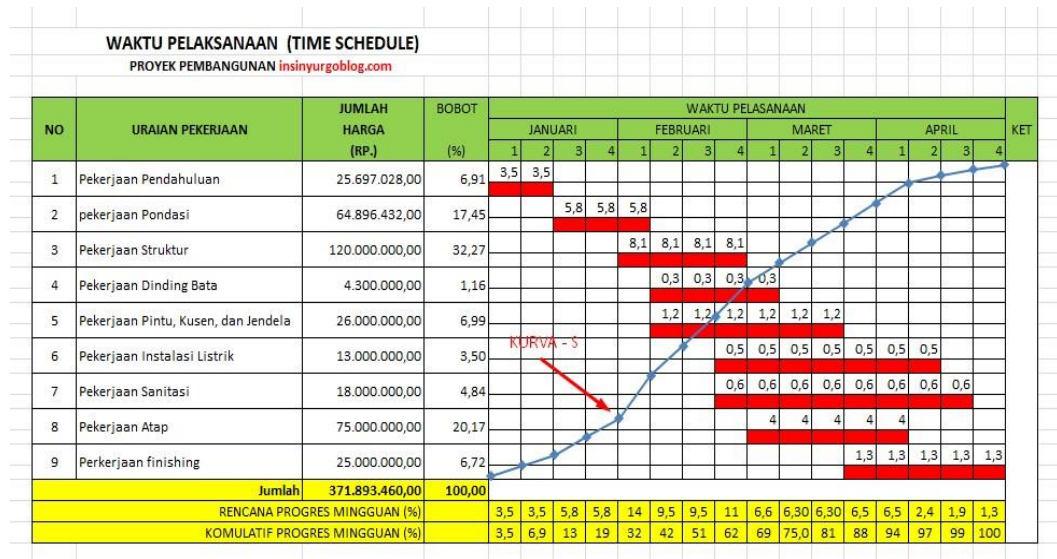 WAKTU PELAKSANAAN (TIME SCHEDULE)
PROYEK PEMBANGUNAN insinyurgoblog.com
NO URAIAN PEKERJAAN JUMLAH HARGA (RP.) BOBOT (%) WAKTU PELASANAAN KET
JANUARI FEBRUARI MARET APRIL
1 2 3 4 1 2 3 4 1 2 3 4 1 2 3 4
1 Pekerjaan Pendahuluan 25.697.028,00 6,91 3,5 3,5
2 pekerjaan Pondasi 64.896.432,00 17,45 5,8 5,8 5,8
3 Pekerjaan Struktur 120.000.000,00 32,27 8,1 8,1 8,1 8,1
4 Pekerjaan Dinding Bata 4.300.000,00 1,16 0,3 0,3 0,3 0,3
5 Pekerjaan Pintu, Kusen, dan Jendela 26.000.000,00 6,99 1,2 1,2 1,2 1,2 1,2 1,2
KURVA - S
6 Pekerjaan Instalasi Listrik 13.000.000,00 3,50 0,5 0,5 0,5 0,5 0,5 0,5 0,5
7 Pekerjaan Sanitasi 18.000.000,00 4,84 0,6 0,6 0,6 0,6 0,6 0,6 0,6 0,6
8 Pekerjaan Atap 75.000.000,00 20,17 4 4 4 4 4
9 Perkerjaan finishing 25.000.000,00 6,72 1,3 1,3 1,3 1,3 1,3
Jumlah 371.893.460,00 100,00
RENCANA PROGRES MINGGUAN (%) 3,5 3,5 5,8 5,8 14 9,5 9,5 11 6,6 6,30 6,30 6,5 6,5 2,4 1,9 1,3
KOMULATIF PROGRES MINGGUAN (%) 3,5 6,9 13 19 32 42 51 62 69 75,0 81 88 94 97 99 100